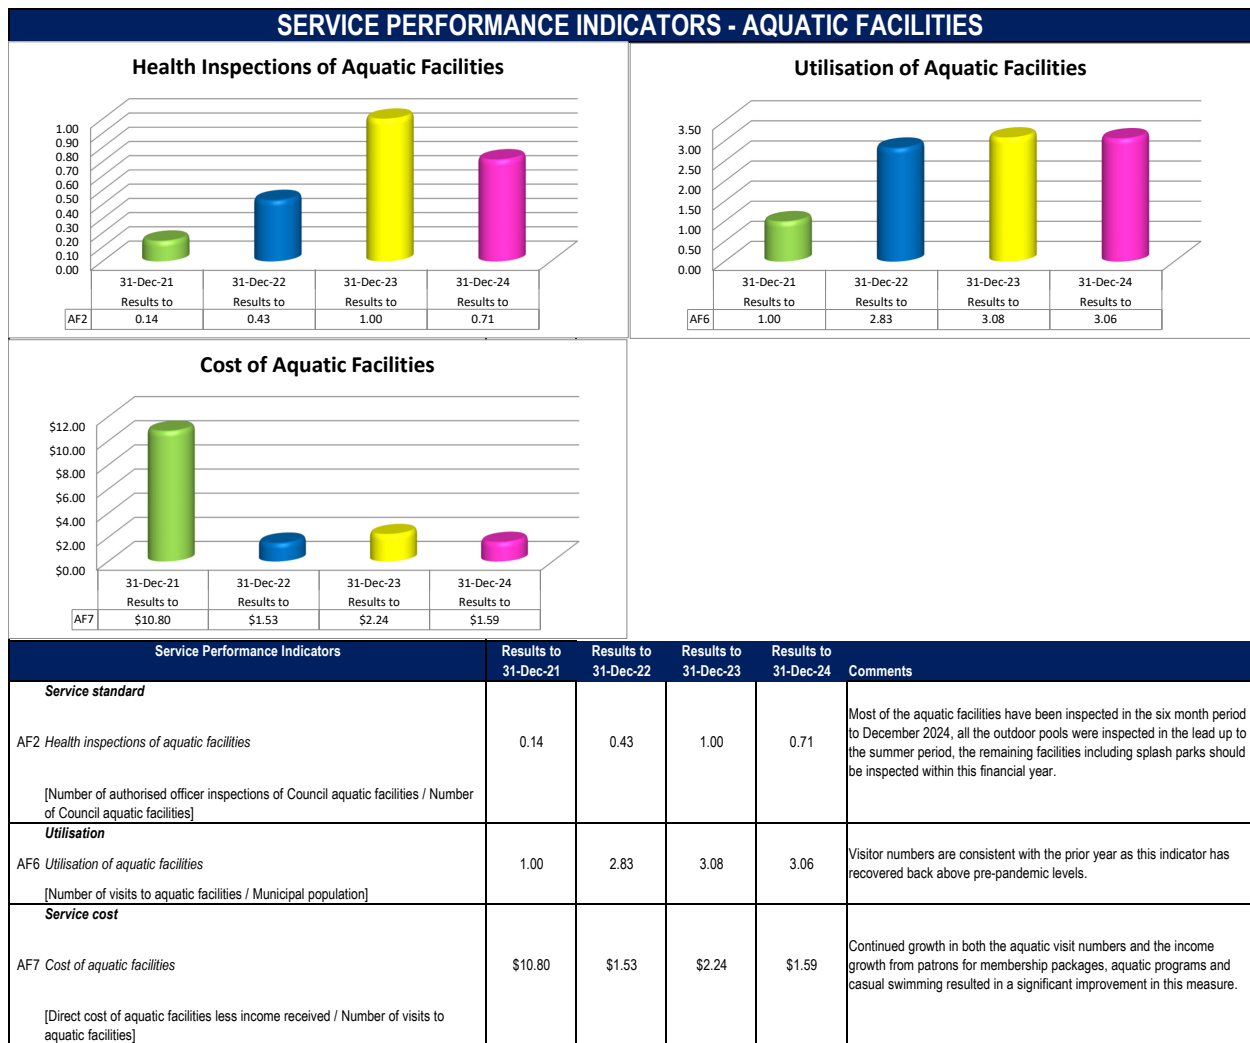 SERVICE PERFORMANCE INDICATORS - AQUATIC FACILITIES
Health Inspections of Aquatic Facilities
1.00
0.90
0.80
0.70
0.60
0.50
0.40
0.30
0.20
0.10
0.00
31-Dec-21 31-Dec-22 31-Dec-23 31-Dec-24
Results to Results to Results to Results to
AF2 0.14 0.43 1.00 0.71
Utilisation of Aquatic Facilities
3.50
3.00
2.50
2.00
1.50
1.00
0.50
0.00
31-Dec-21 31-Dec-22 31-Dec-23 31-Dec-24
Results to Results to Results to Results to
AF6 1.00 2.83 3.08 3.06
Cost of Aquatic Facilities
$12.00
$10.00
$8.00
$6.00
$4.00
$2.00
$0.00
31-Dec-21 31-Dec-22 31-Dec-23 31-Dec-24
Results to Results to Results to Results to
AF7 $10.80 $1.53 $2.24 $1.59
Service Performance Indicators Results to Results to Results to Results to
31-Dec-21 31-Dec-22 31-Dec-23 31-Dec-24 Comments
Service standard
AF2 Health inspections of aquatic facilities 0.14 0.43 1.00 0.71
Most of the aquatic facilities have been inspected in the six month period
to December 2024, all the outdoor pools were inspected in the lead up to
the summer period, the remaining facilities including splash parks should
be inspected within this financial year.
[Number of authorised officer inspections of Council aquatic facilities / Number
of Council aquatic facilities]
Utilisation
AF6 Utilisation of aquatic facilities 1.00 2.83 3.08 3.06
Visitor numbers are consistent with the prior year as this indicator has
recovered back above pre-pandemic levels.
[Number of visits to aquatic facilities / Municipal population]
Service cost
AF7 Cost of aquatic facilities $10.80 $1.53 $2.24 $1.59
Continued growth in both the aquatic visit numbers and the income
growth from patrons for membership packages, aquatic programs and
casual swimming resulted in a significant improvement in this measure.
[Direct cost of aquatic facilities less income received / Number of visits to
aquatic facilities]